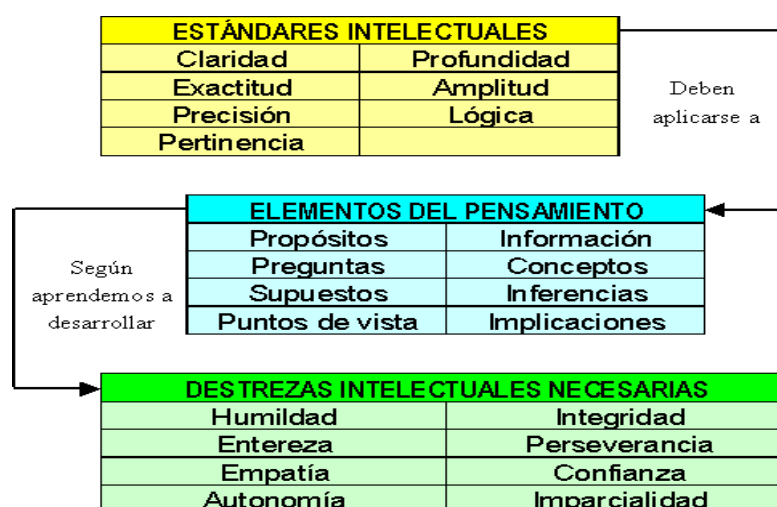 ESTÁNDARES INTELECTUALES
Claridad Profundidad
Exactitud Amplitud
Precisión Lógica
Pertinencia
Deben
aplicarse a
ELEMENTOS DEL PENSAMIENTO
Propósitos Información
Preguntas Conceptos
Supuestos Inferencias
Puntos de vista Implicaciones
Según
aprendemos a
desarrollar
DESTREZAS INTELECTUALES NECESARIAS
Humildad Integridad
Entereza Perseverancia
Empatía Confianza
Autonomía Imparcialidad